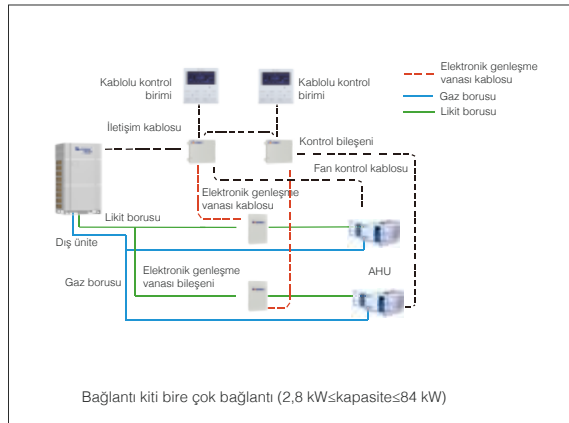 Kablolu kontrol
birimi
Kablolu kontrol
birimi
Elektronik genleşme
vanası kablosu
Gaz borusu
Likit borusu
İletişim kablosu
Kontrol bileşeni
Fan kontrol kablosu
Elektronik genleşme
vanası kablosu
Likit borusu
Dış ünite
AHU
Gaz borusu
Elektronik genleşme
vanası bileşeni
Bağlantı kiti bire çok bağlantı (2,8 kW≤kapasite≤84 kW)